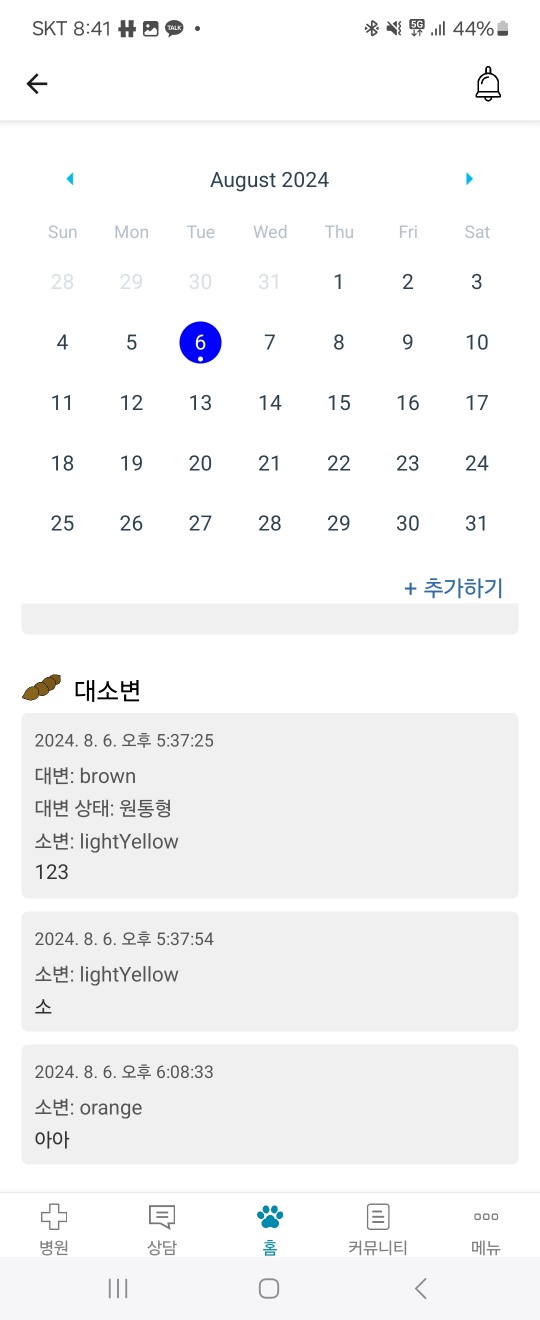 SKT 8:41
TALK
5G
44%
August 2024
Sun Mon Tue Wed Thu Fri Sat
28 29 30 31 1 2 3
4 5 6 7 8 9 10
11 12 13 14 15 16 17
18 19 20 21 22 23 24
25 26 27 28 29 30 31
+ 추가하기
대소변
2024. 8. 6. 오후 5:37:25
대변: brown
대변 상태: 원통형
소변: lightYellow
123
2024. 8. 6. 오후 5:37:54
소변: lightYellow
소
2024. 8. 6. 오후 6:08:33
소변: orange
아아
병원 상담 홈 커뮤니티 메뉴